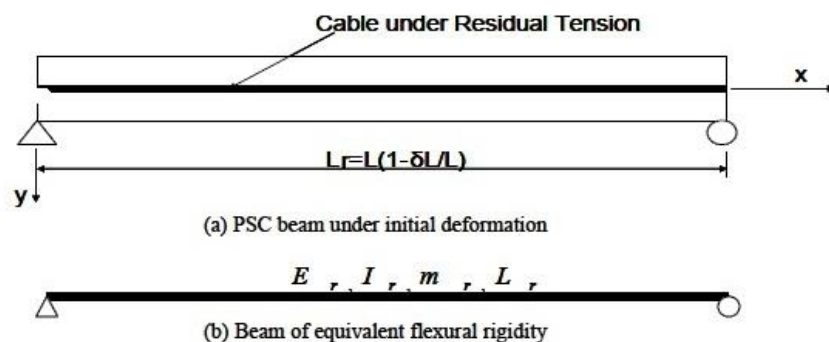 Cable under Residual Tension
x
Lr=L(1-δL/L)
y
(a) PSC beam under initial deformation
E r, I r, m r, L r
(b) Beam of equivalent flexural rigidity